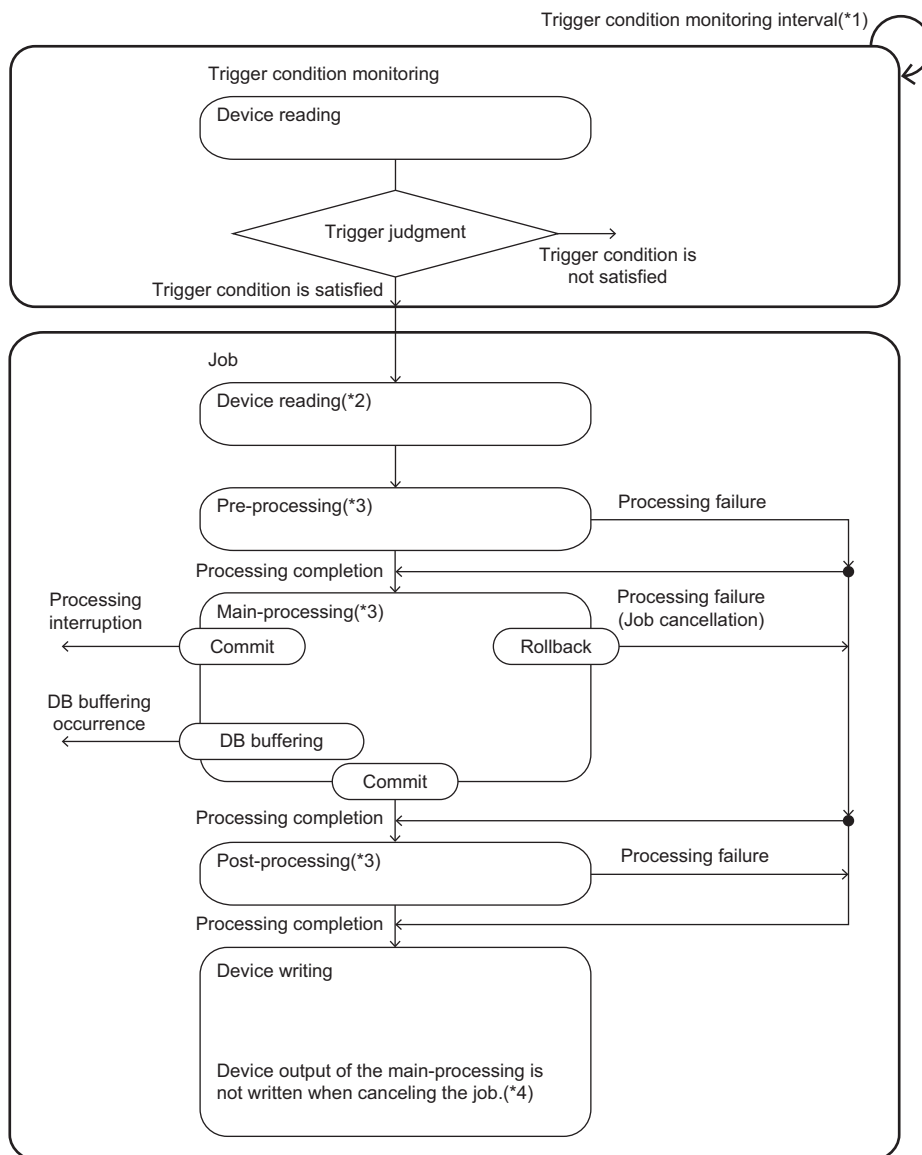 Trigger condition monitoring interval(*1)
Trigger condition monitoring
Device reading
Trigger judgment
Trigger condition is
not satisfied
Trigger condition is satisfied
Job
Device reading(*2)
Pre-processing(*3)
Processing failure
Processing completion
Processing
interruption
Main-processing(*3)
Processing failure
(Job cancellation)
Commit
Rollback
DB buffering
occurrence
DB buffering
Commit
Processing completion
Post-processing(*3)
Processing failure
Processing completion
Device writing
Device output of the main-processing is
not written when canceling the job.(*4)